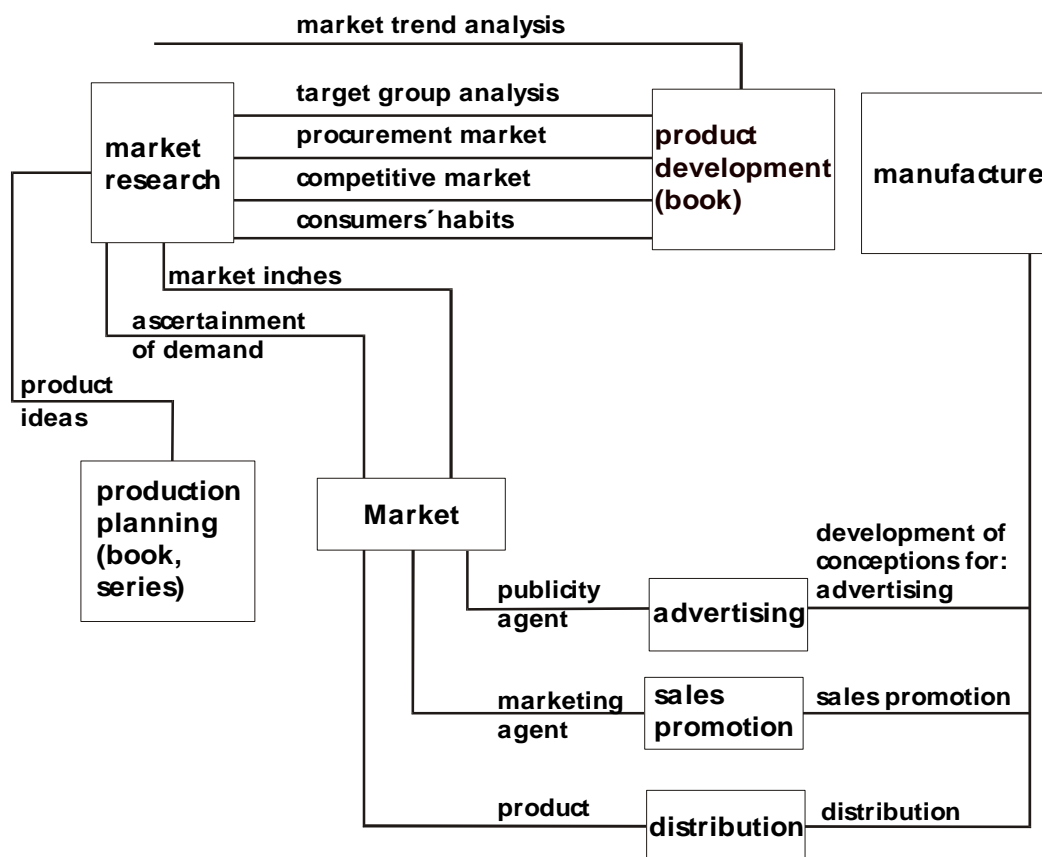 market trend analysis
target group analysis
procurement market
competitive market
consumers´habits
market
research
product
development
(book)
manufacture
market inches
ascertainment
of demand
product
ideas
production
planning
(book,
series)
Market
publicity
agent
advertising
development of
conceptions for:
advertising
marketing
agent
sales
promotion
sales promotion
product
distribution
distribution